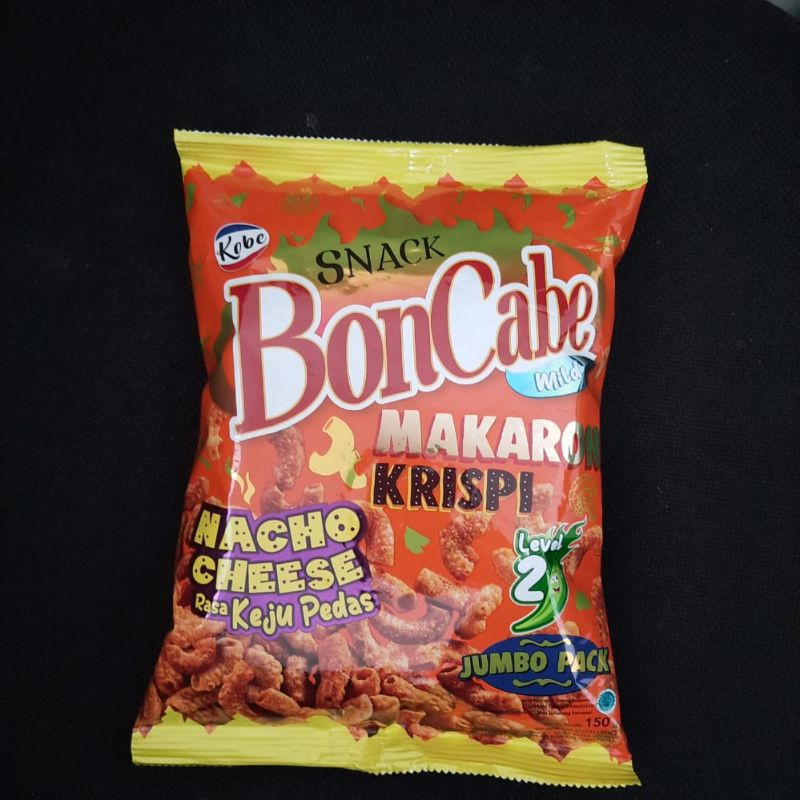 Kobe
SNACK
BonCabe
Mild
MAKARONI
KRISPI
NACHO
CHEESE
Rasa Keju Pedas
Level
2
JUMBO PACK
150